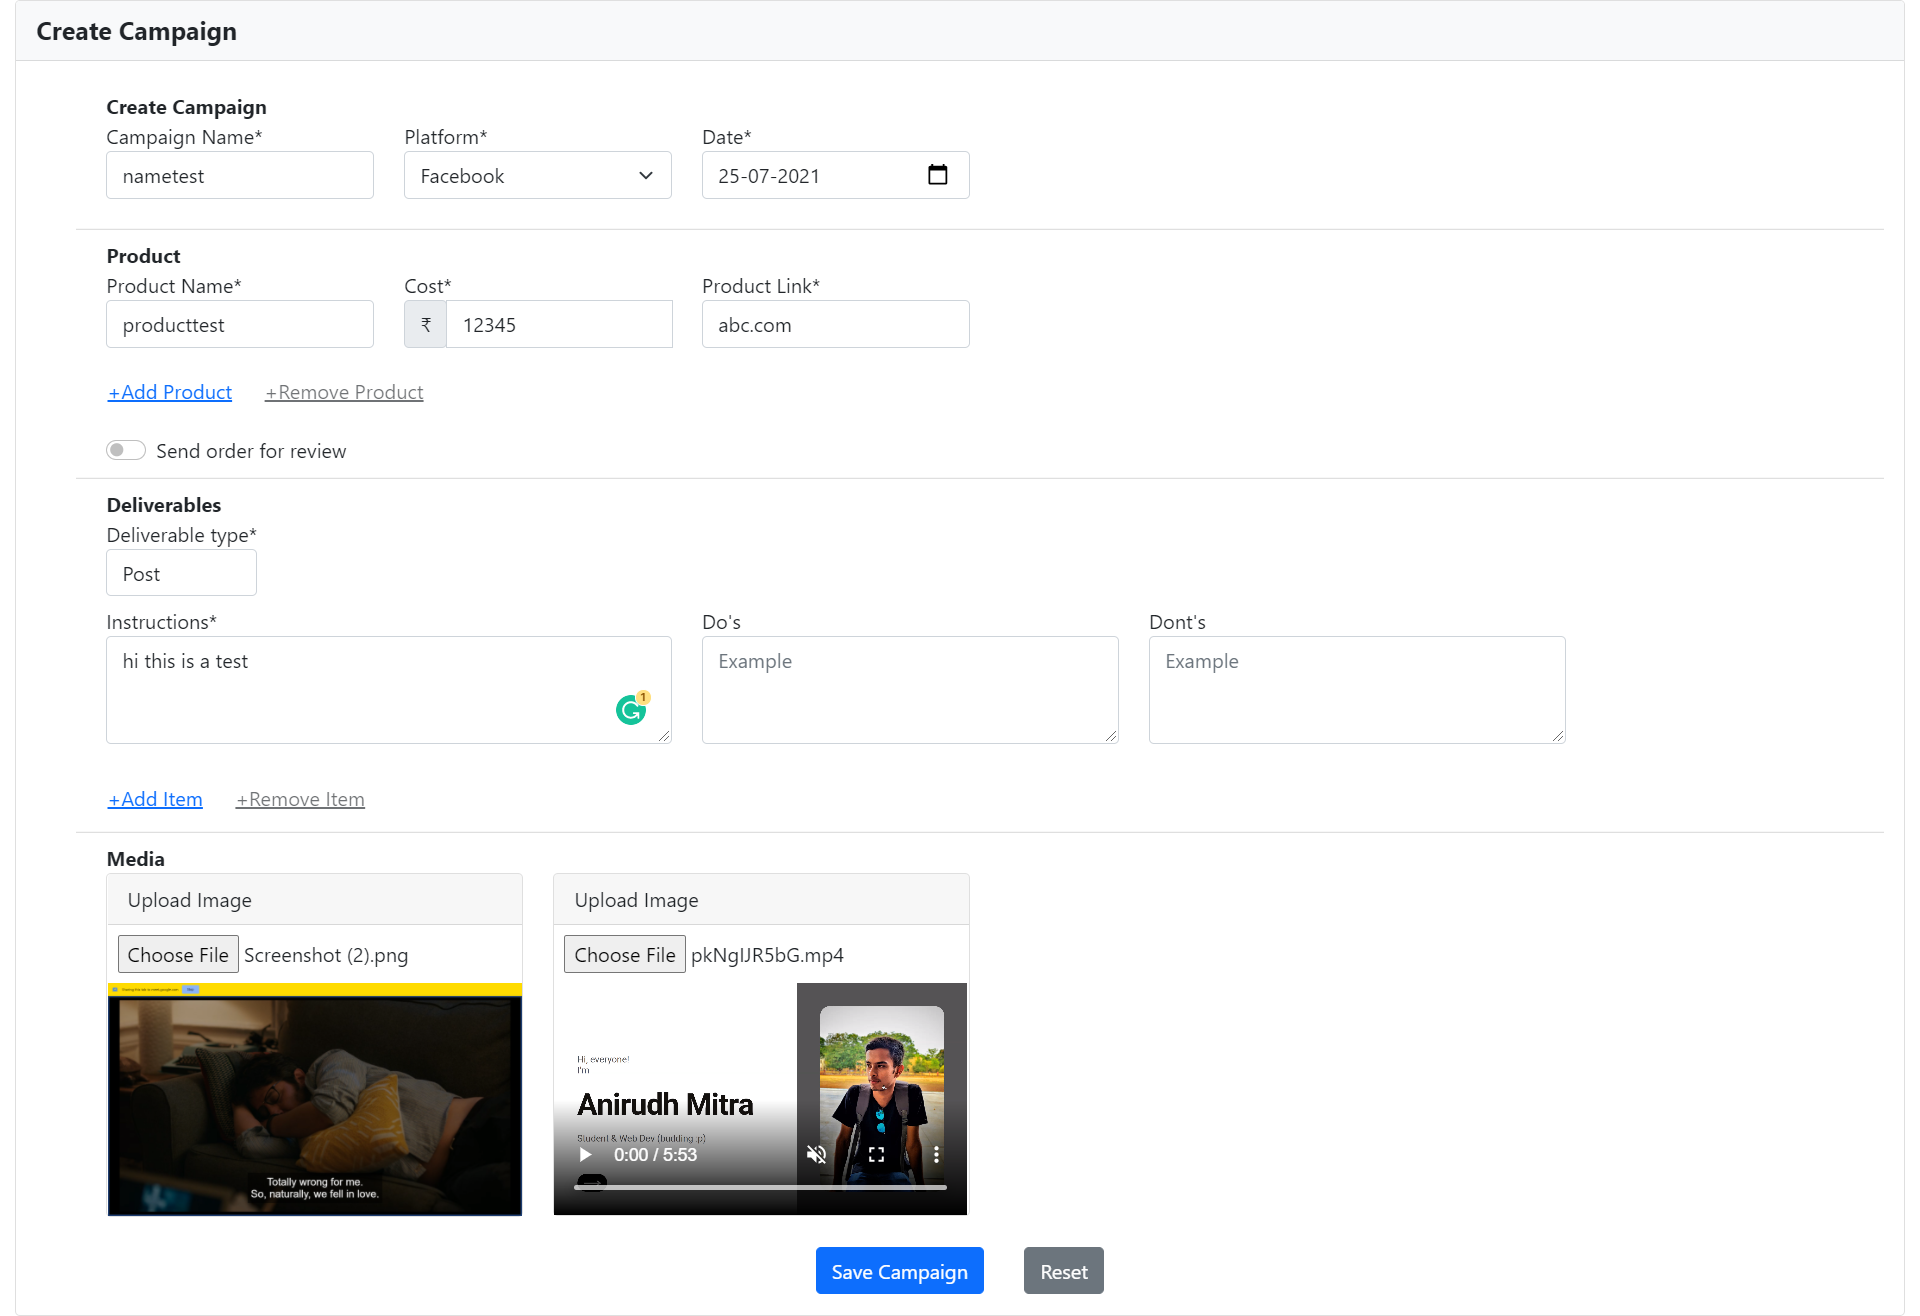 Create Campaign
Create Campaign
Campaign Name* Platform* Date*
nametest Facebook 25-07-2021
Product
Product Name* Cost* Product Link*
producttest ₹ 12345 abc.com
+Add Product +Remove Product
Send order for review
Deliverables
Deliverable type*
Post
Instructions* Do's Dont's
hi this is a test Example Example
1
+Add Item +Remove Item
Media
Upload Image Upload Image
Choose File Screenshot (2).png Choose File pkNgIJR5bG.mp4
Hi, everyone!
I'm
Anirudh Mitra
Student & Web Dev (budding :p)
0:00 / 5:53
Totally wrong for me.
So, naturally, we fell in love.
Save Campaign Reset